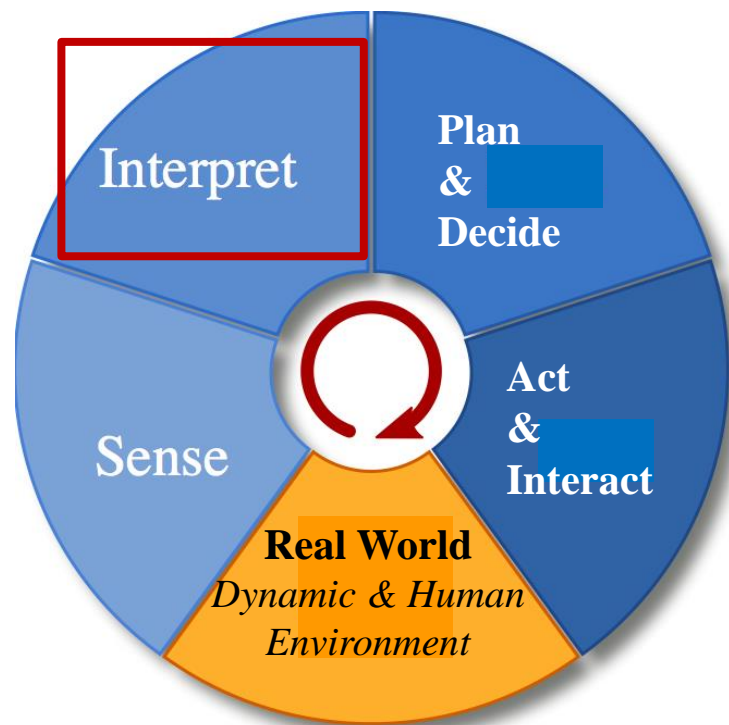 Interpret
Plan
&
Decide
Sense
Act
&
Interact
Real World
Dynamic & Human
Environment